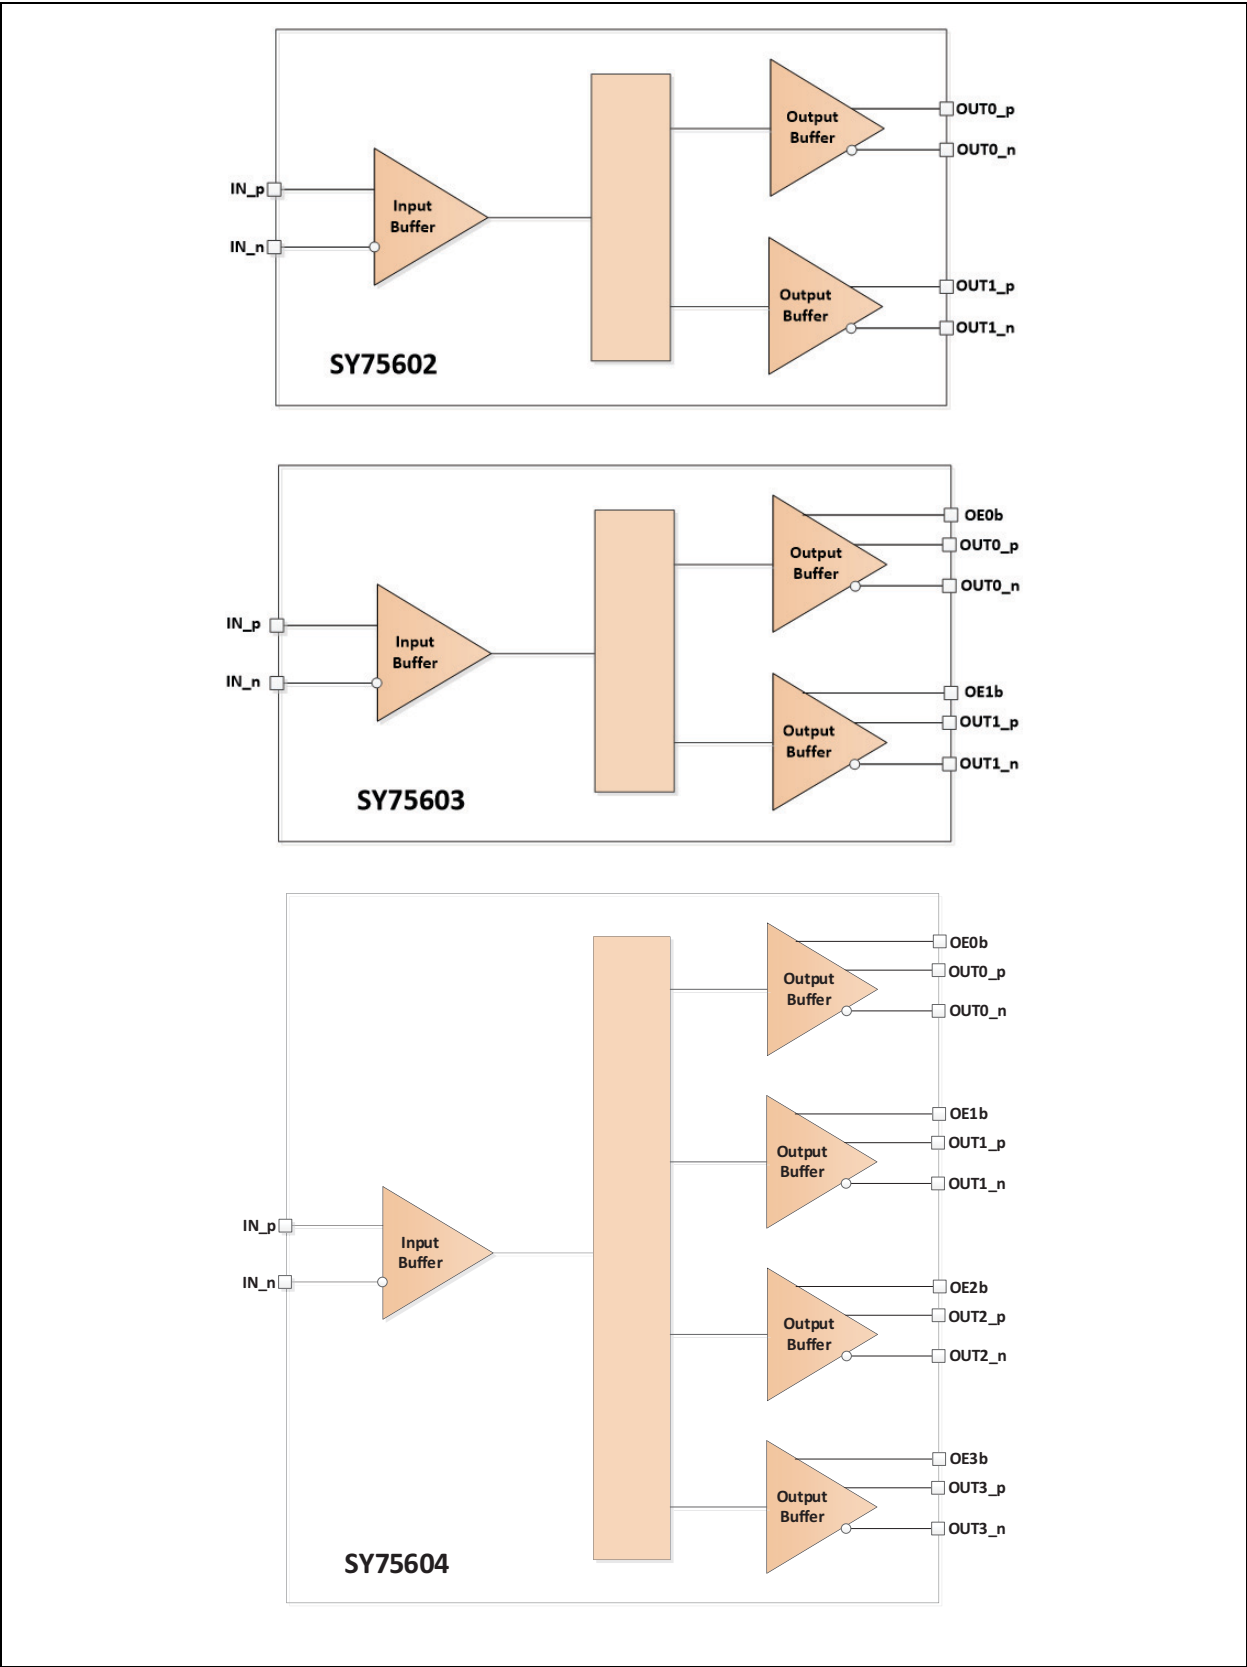 Output
Buffer
OUT0_p
OUT0_n
IN_p
Input
Buffer
IN_n
Output
Buffer
OUT1_p
OUT1_n
SY75602
OE0b
Output
Buffer
OUT0_p
OUT0_n
IN_p
Input
Buffer
IN_n
OE1b
Output
Buffer
OUT1_p
OUT1_n
SY75603
OE0b
Output
Buffer
OUT0_p
OUT0_n
OE1b
Output
Buffer
OUT1_p
OUT1_n
IN_p
Input
Buffer
IN_n
OE2b
Output
Buffer
OUT2_p
OUT2_n
OE3b
Output
Buffer
OUT3_p
OUT3_n
SY75604